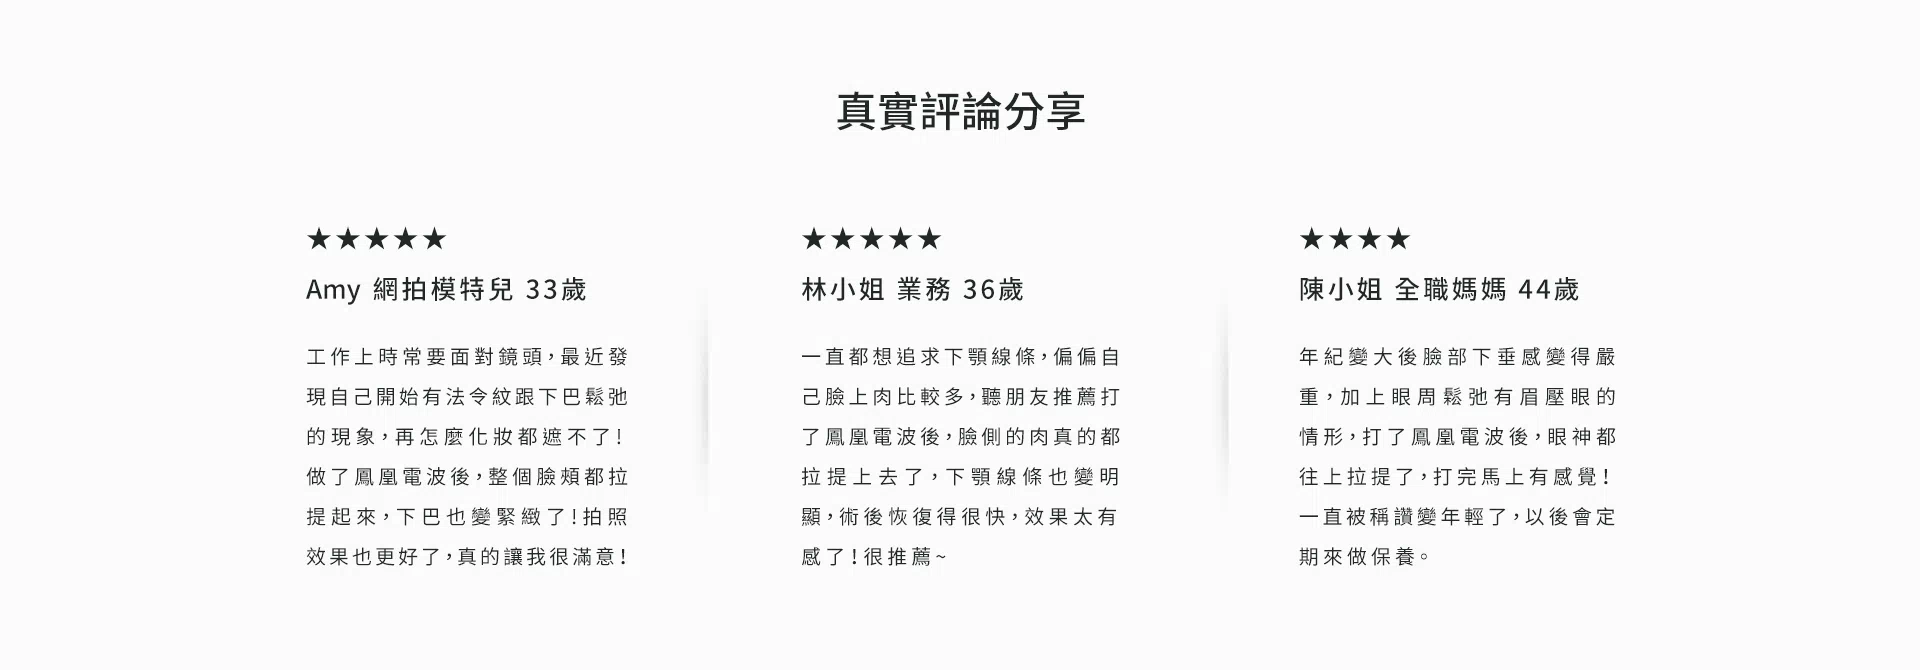 真實評論分享
★★★★★
Amy 網拍模特兒 33歲
工作上時常要面對鏡頭，最近發
現自己開始有法令紋跟下巴鬆弛
的現象，再怎麼化妝都遮不了！
做了鳳凰電波後，整個臉頰都拉
提起來，下巴也變緊緻了！拍照
效果也更好了，真的讓我很滿意！
★★★★★
林小姐 業務 36歲
一直都想追求下顎線條，偏偏自
己臉上肉比較多，聽朋友推薦打
了鳳凰電波後，臉側的肉真的都
拉提上去了，下顎線條也變明
顯，術後恢復得很快，效果太有
感了！很推薦~
★★★★
陳小姐 全職媽媽 44歲
年紀變大後臉部下垂感變得嚴
重，加上眼周鬆弛有眉壓眼的
情形，打了鳳凰電波後，眼神都
往上拉提了，打完馬上有感覺！
一直被稱讚變年輕了，以後會定
期來做保養。